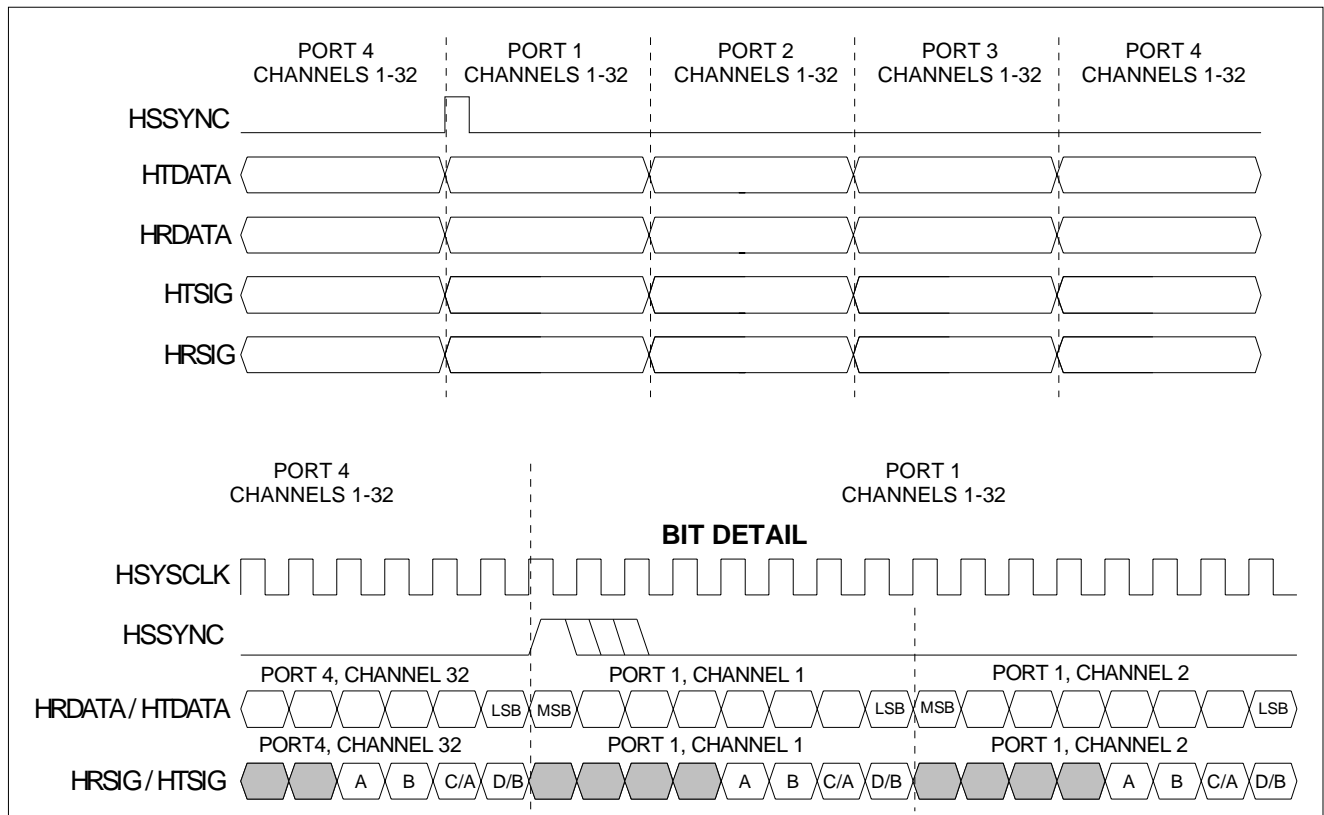 PORT 4 PORT 1 PORT 2 PORT 3 PORT 4
CHANNELS 1-32 CHANNELS 1-32 CHANNELS 1-32 CHANNELS 1-32 CHANNELS 1-32
HSSYNC
HTDATA
HRDATA
HTSIG
HRSIG
PORT 4 PORT 1
CHANNELS 1-32 CHANNELS 1-32
BIT DETAIL
HSYSCLK
HSSYNC
PORT 4, CHANNEL 32 PORT 1, CHANNEL 1 PORT 1, CHANNEL 2
HRDATA / HTDATA LSB MSB LSB MSB LSB
PORT4, CHANNEL 32 PORT 1, CHANNEL 1 PORT 1, CHANNEL 2
HRSIG / HTSIG A B C/A D/B A B C/A D/B A B C/A D/B